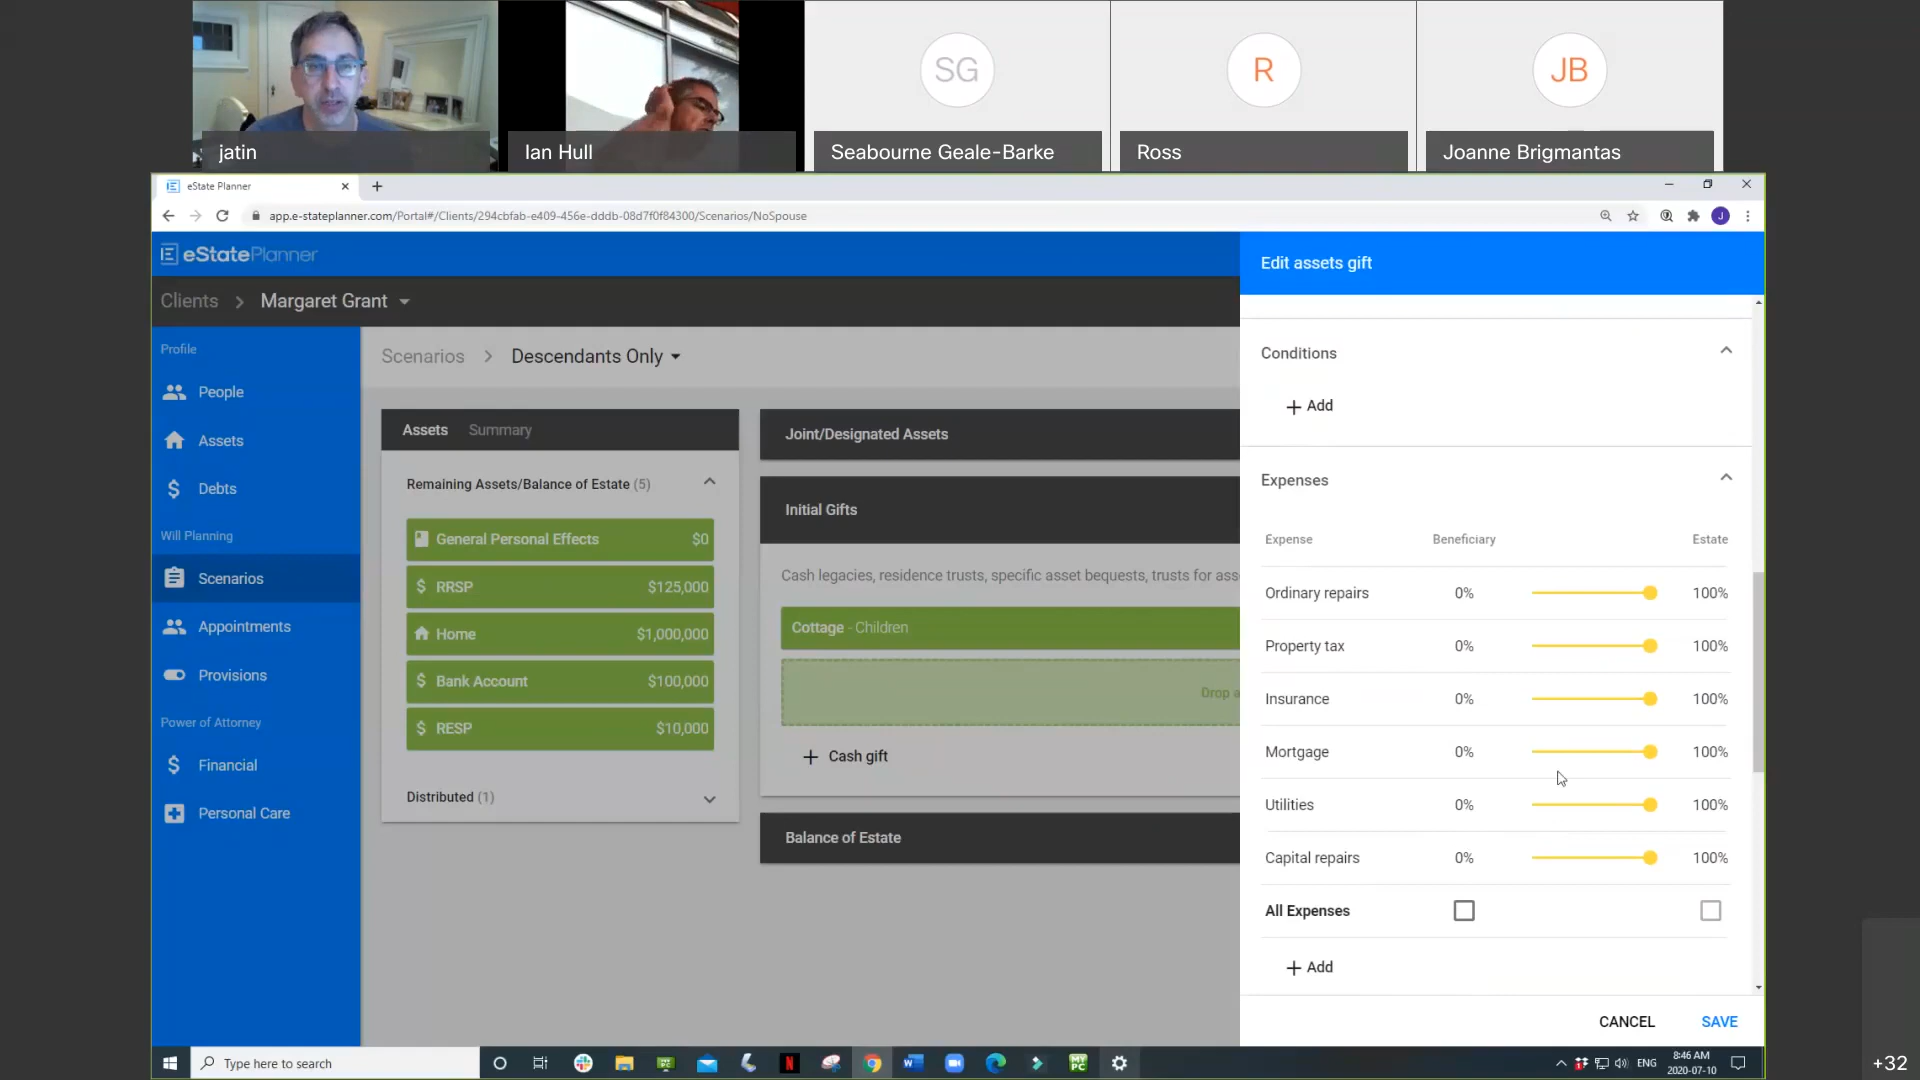 SG
R
JB
jatin
Ian Hull
Seabourne Geale-Barke
Ross
Joanne Brigmantas
eState Planner
app.e-stateplanner.com/Portal#/Clients/294cbfab-e409-456e-dddb-08d7f0f84300/Scenarios/NoSpouse
J
eStatePlanner
Edit assets gift
Clients > Margaret Grant
Profile
People
Assets
Debts
Will Planning
Scenarios
Appointments
Provisions
Power of Attorney
Financial
Personal Care
Scenarios > Descendants Only
Assets Summary
Remaining Assets/Balance of Estate (5)
General Personal Effects $0
$ RRSP $125,000
Home $1,000,000
$ Bank Account $100,000
$ RESP $10,000
Distributed (1)
Joint/Designated Assets
Initial Gifts
Cash legacies, residence trusts, specific asset bequests, trusts for ass
Cottage - Children
Drop a
+ Cash gift
Balance of Estate
Conditions
+ Add
Expenses
Expense Beneficiary Estate
Ordinary repairs 0% 100%
Property tax 0% 100%
Insurance 0% 100%
Mortgage 0% 100%
Utilities 0% 100%
Capital repairs 0% 100%
All Expenses
+ Add
CANCEL SAVE
Type here to search
ENG
8:46 AM
2020-07-10
+32